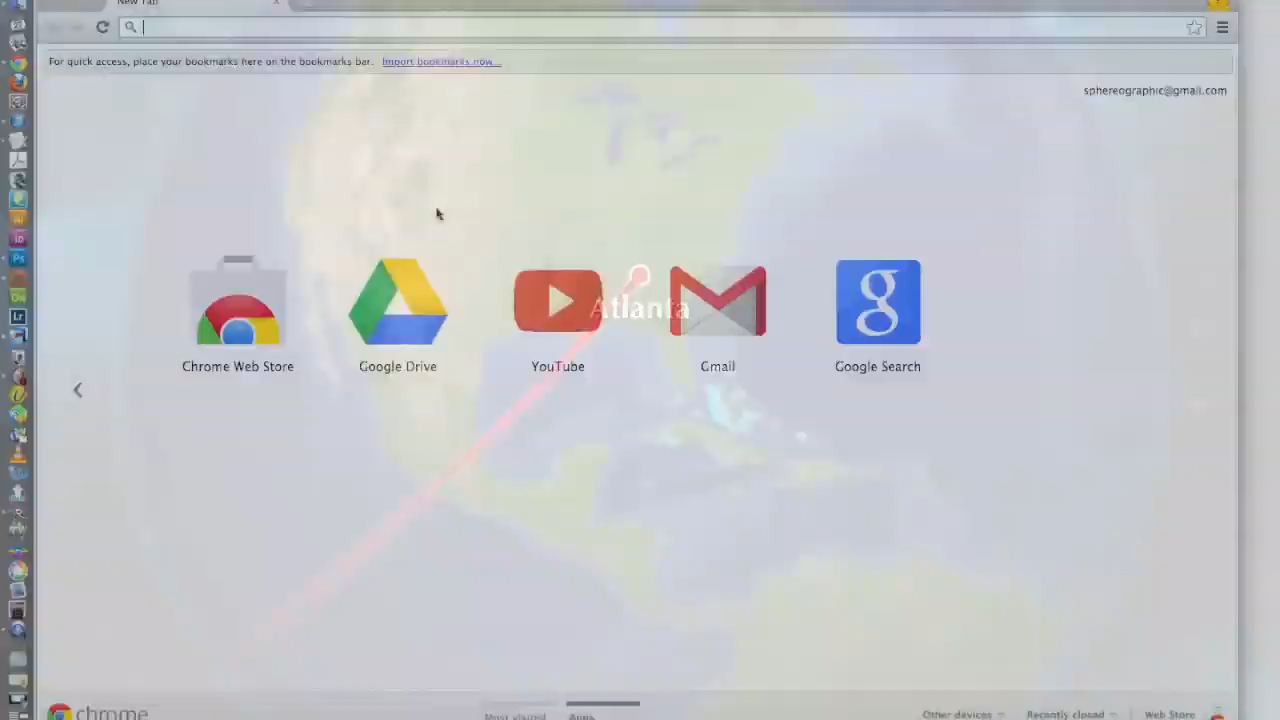 New Tab
For quick access, place your bookmarks here on the bookmarks bar. Import bookmarks now...
sphereographic@gmail.com
Atlanta
Chrome Web Store
Google Drive
YouTube
Gmail
Google Search
chrome
Most visited
Apps
Other devices
Recently closed
Web Store